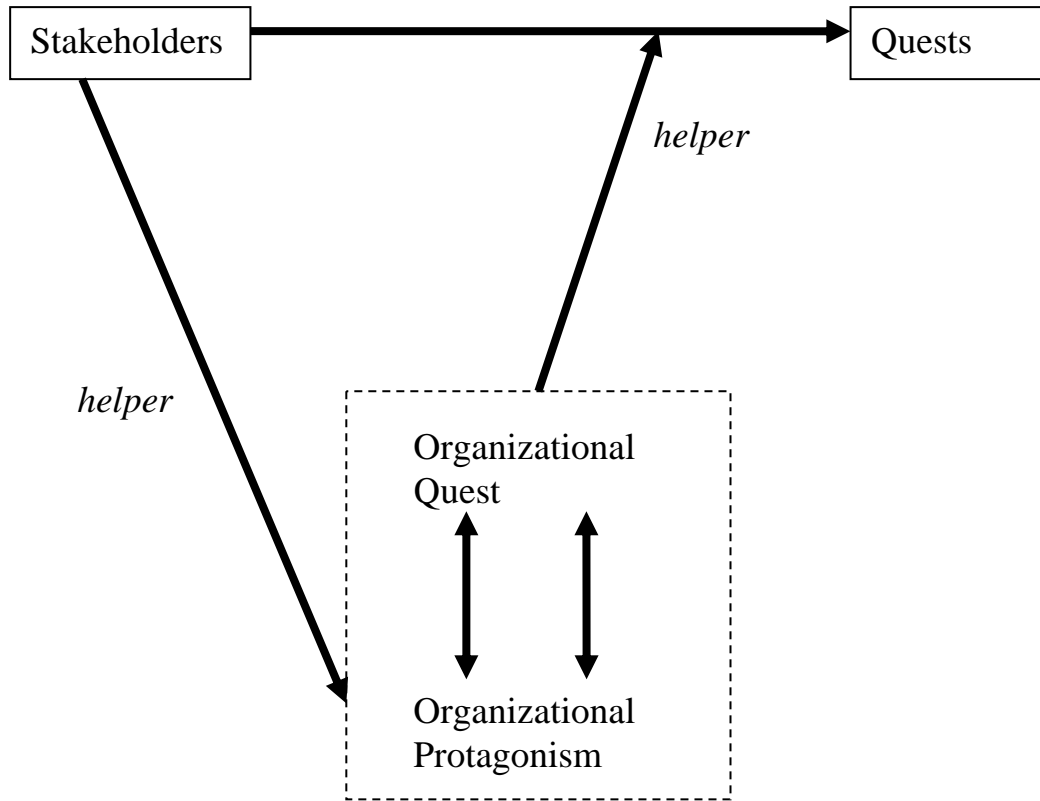 Stakeholders
Quests
helper
helper
Organizational
Quest
Organizational
Protagonism